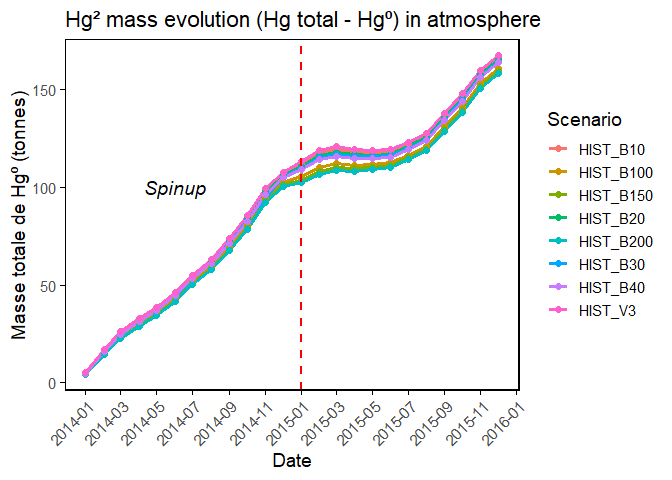 Hg² mass evolution (Hg total - Hgº) in atmosphere
Masse totale de Hgº (tonnes)
150
100
50
0
Spinup
2014-01
2014-03
2014-05
2014-07
2014-09
2014-11
2015-01
2015-03
2015-05
2015-07
2015-09
2015-11
2016-01
Date
Scenario
HIST_B10
HIST_B100
HIST_B150
HIST_B20
HIST_B200
HIST_B30
HIST_B40
HIST_V3